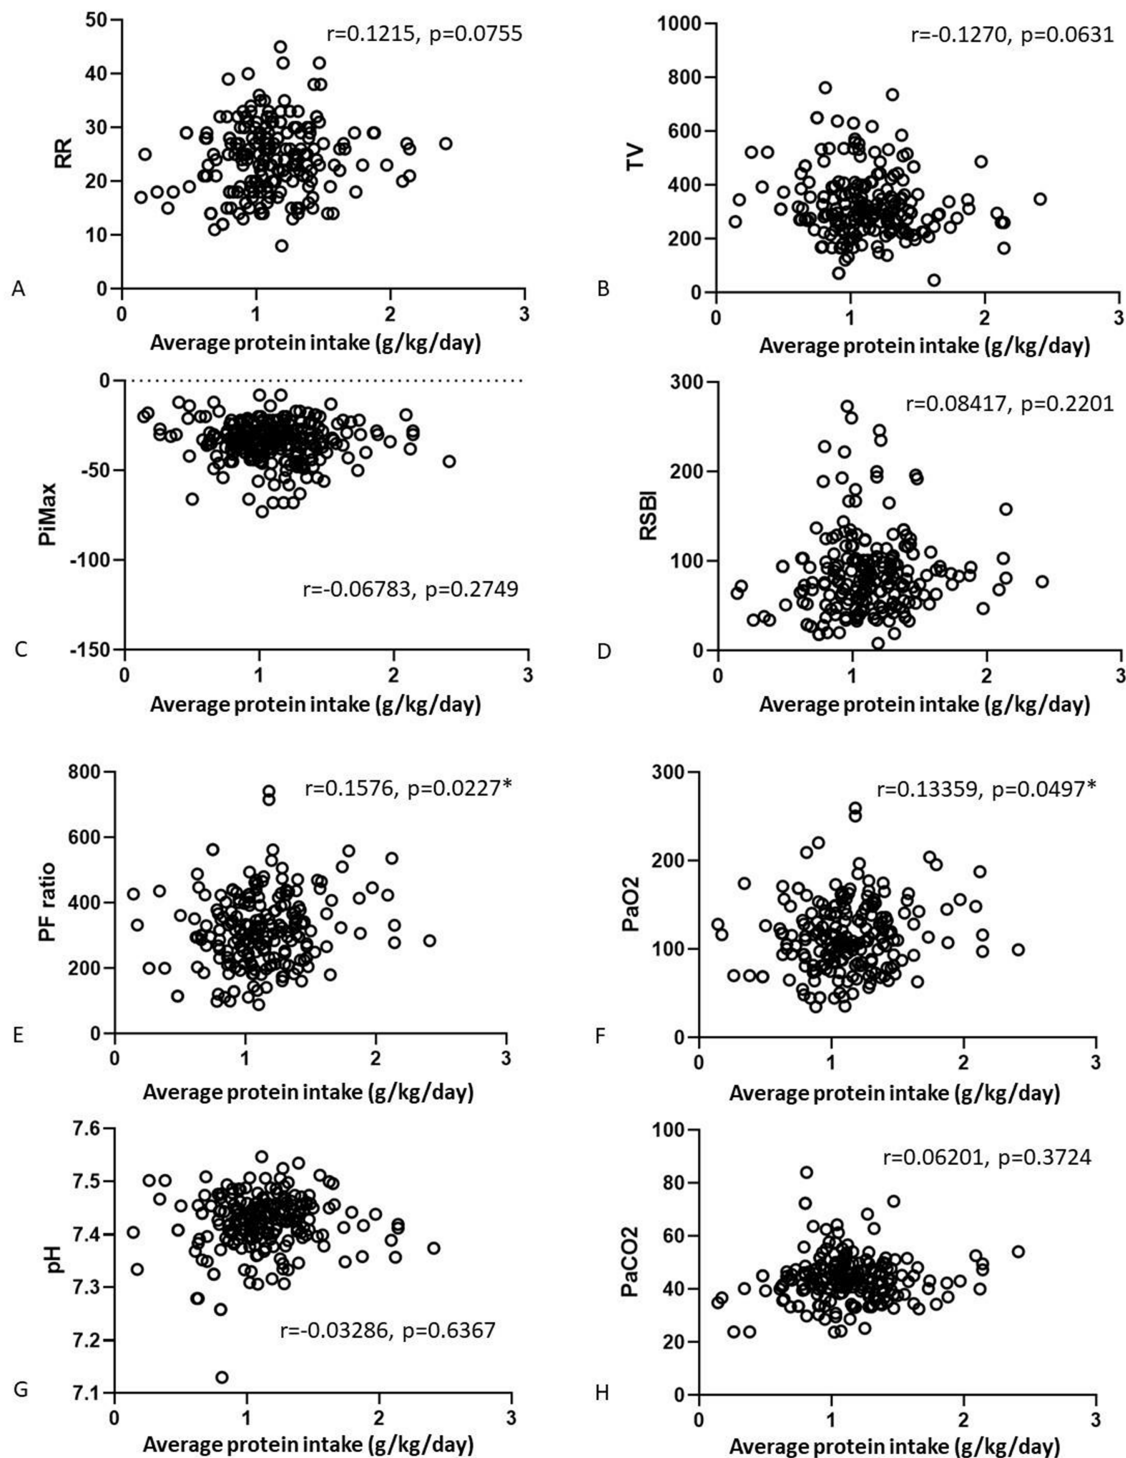 r=0.1215, p=0.0755
50
40
30
20
10
0
RR
0 1 2 3
Average protein intake (g/kg/day)
A
r=-0.1270, p=0.0631
1000
800
600
400
200
0
TV
0 1 2 3
Average protein intake (g/kg/day)
B
0
-50
-100
-150
PiMax
r=-0.06783, p=0.2749
0 1 2 3
Average protein intake (g/kg/day)
C
300
200
100
0
RSBI
r=0.08417, p=0.2201
0 1 2 3
Average protein intake (g/kg/day)
D
800
600
400
200
0
PF ratio
r=0.1576, p=0.0227*
0 1 2 3
Average protein intake (g/kg/day)
E
300
200
100
0
PaO2
r=0.13359, p=0.0497*
0 1 2 3
Average protein intake (g/kg/day)
F
7.6
7.5
7.4
7.3
7.2
7.1
pH
r=-0.03286, p=0.6367
0 1 2 3
Average protein intake (g/kg/day)
G
100
80
60
40
20
0
PaCO2
r=0.06201, p=0.3724
0 1 2 3
Average protein intake (g/kg/day)
H